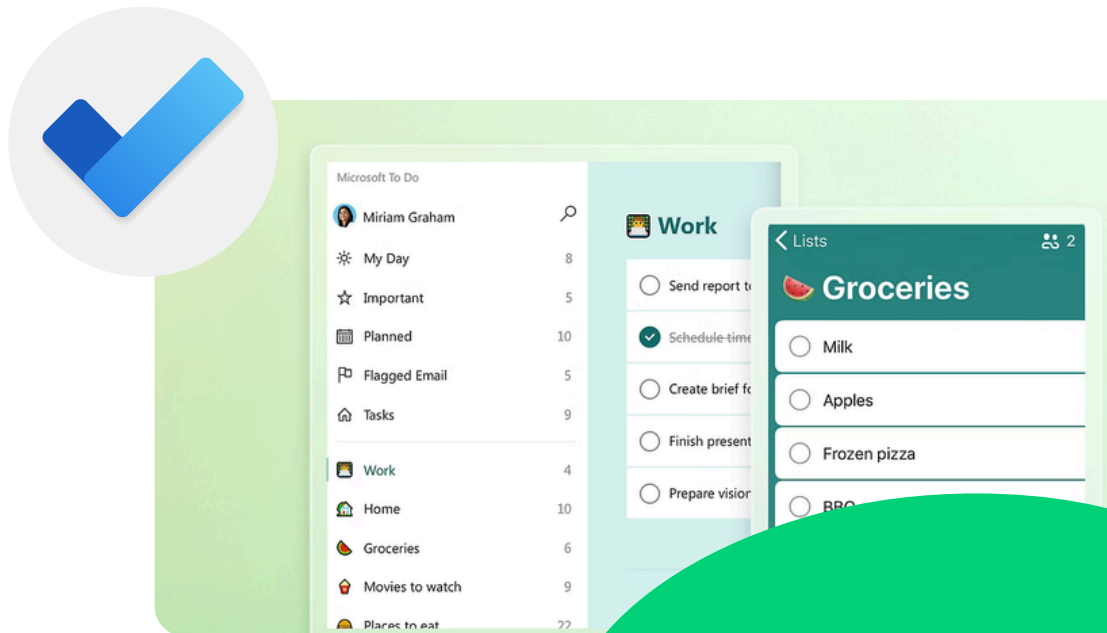 Microsoft To Do
Miriam Graham
My Day 8
Important 5
Planned 10
Flagged Email 5
Tasks 9
Work 4
Home 10
Groceries 6
Movies to watch 9
Places to eat 22
Work
Send report
Schedule time
Create brief
Finish present
Prepare vision
Lists 2
Groceries
Milk
Apples
Frozen pizza
BBQ